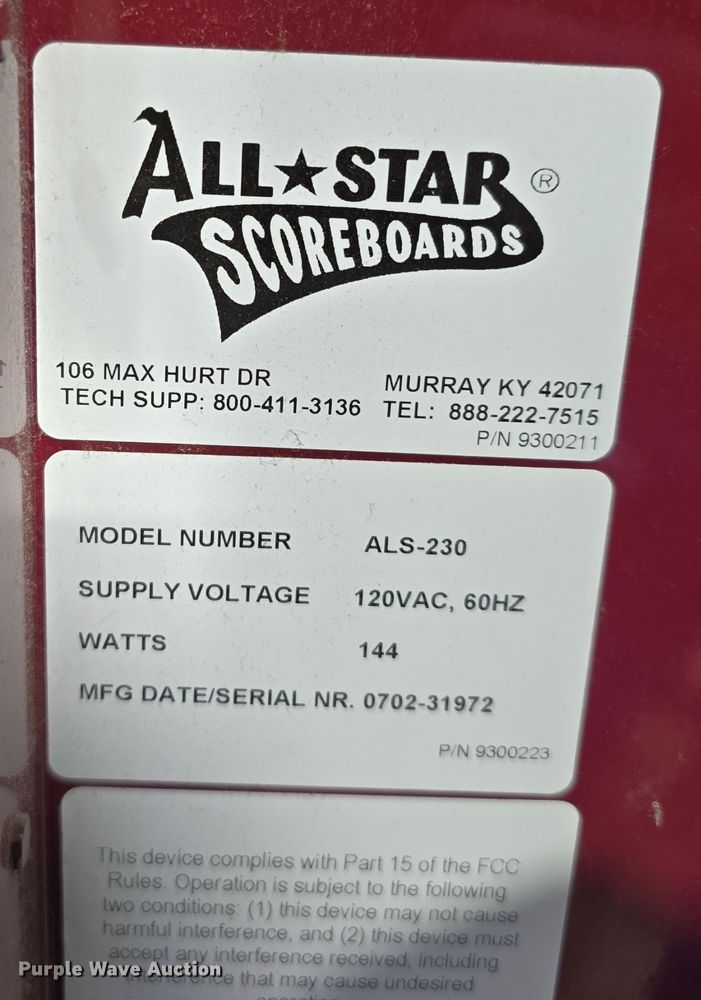 ALL★STAR ®
SCOREBOARDS
106 MAX HURT DR MURRAY KY 42071
TECH SUPP: 800-411-3136 TEL: 888-222-7515
P/N 9300211
MODEL NUMBER ALS-230
SUPPLY VOLTAGE 120VAC, 60HZ
WATTS 144
MFG DATE/SERIAL NR. 0702-31972
P/N 9300223
This device complies with Part 15 of the FCC
Rules. Operation is subject to the following
two conditions: (1) this device may not cause
harmful interference, and (2) this device must
accept any interference received, including
interference that may cause undesired
Purple Wave Auction